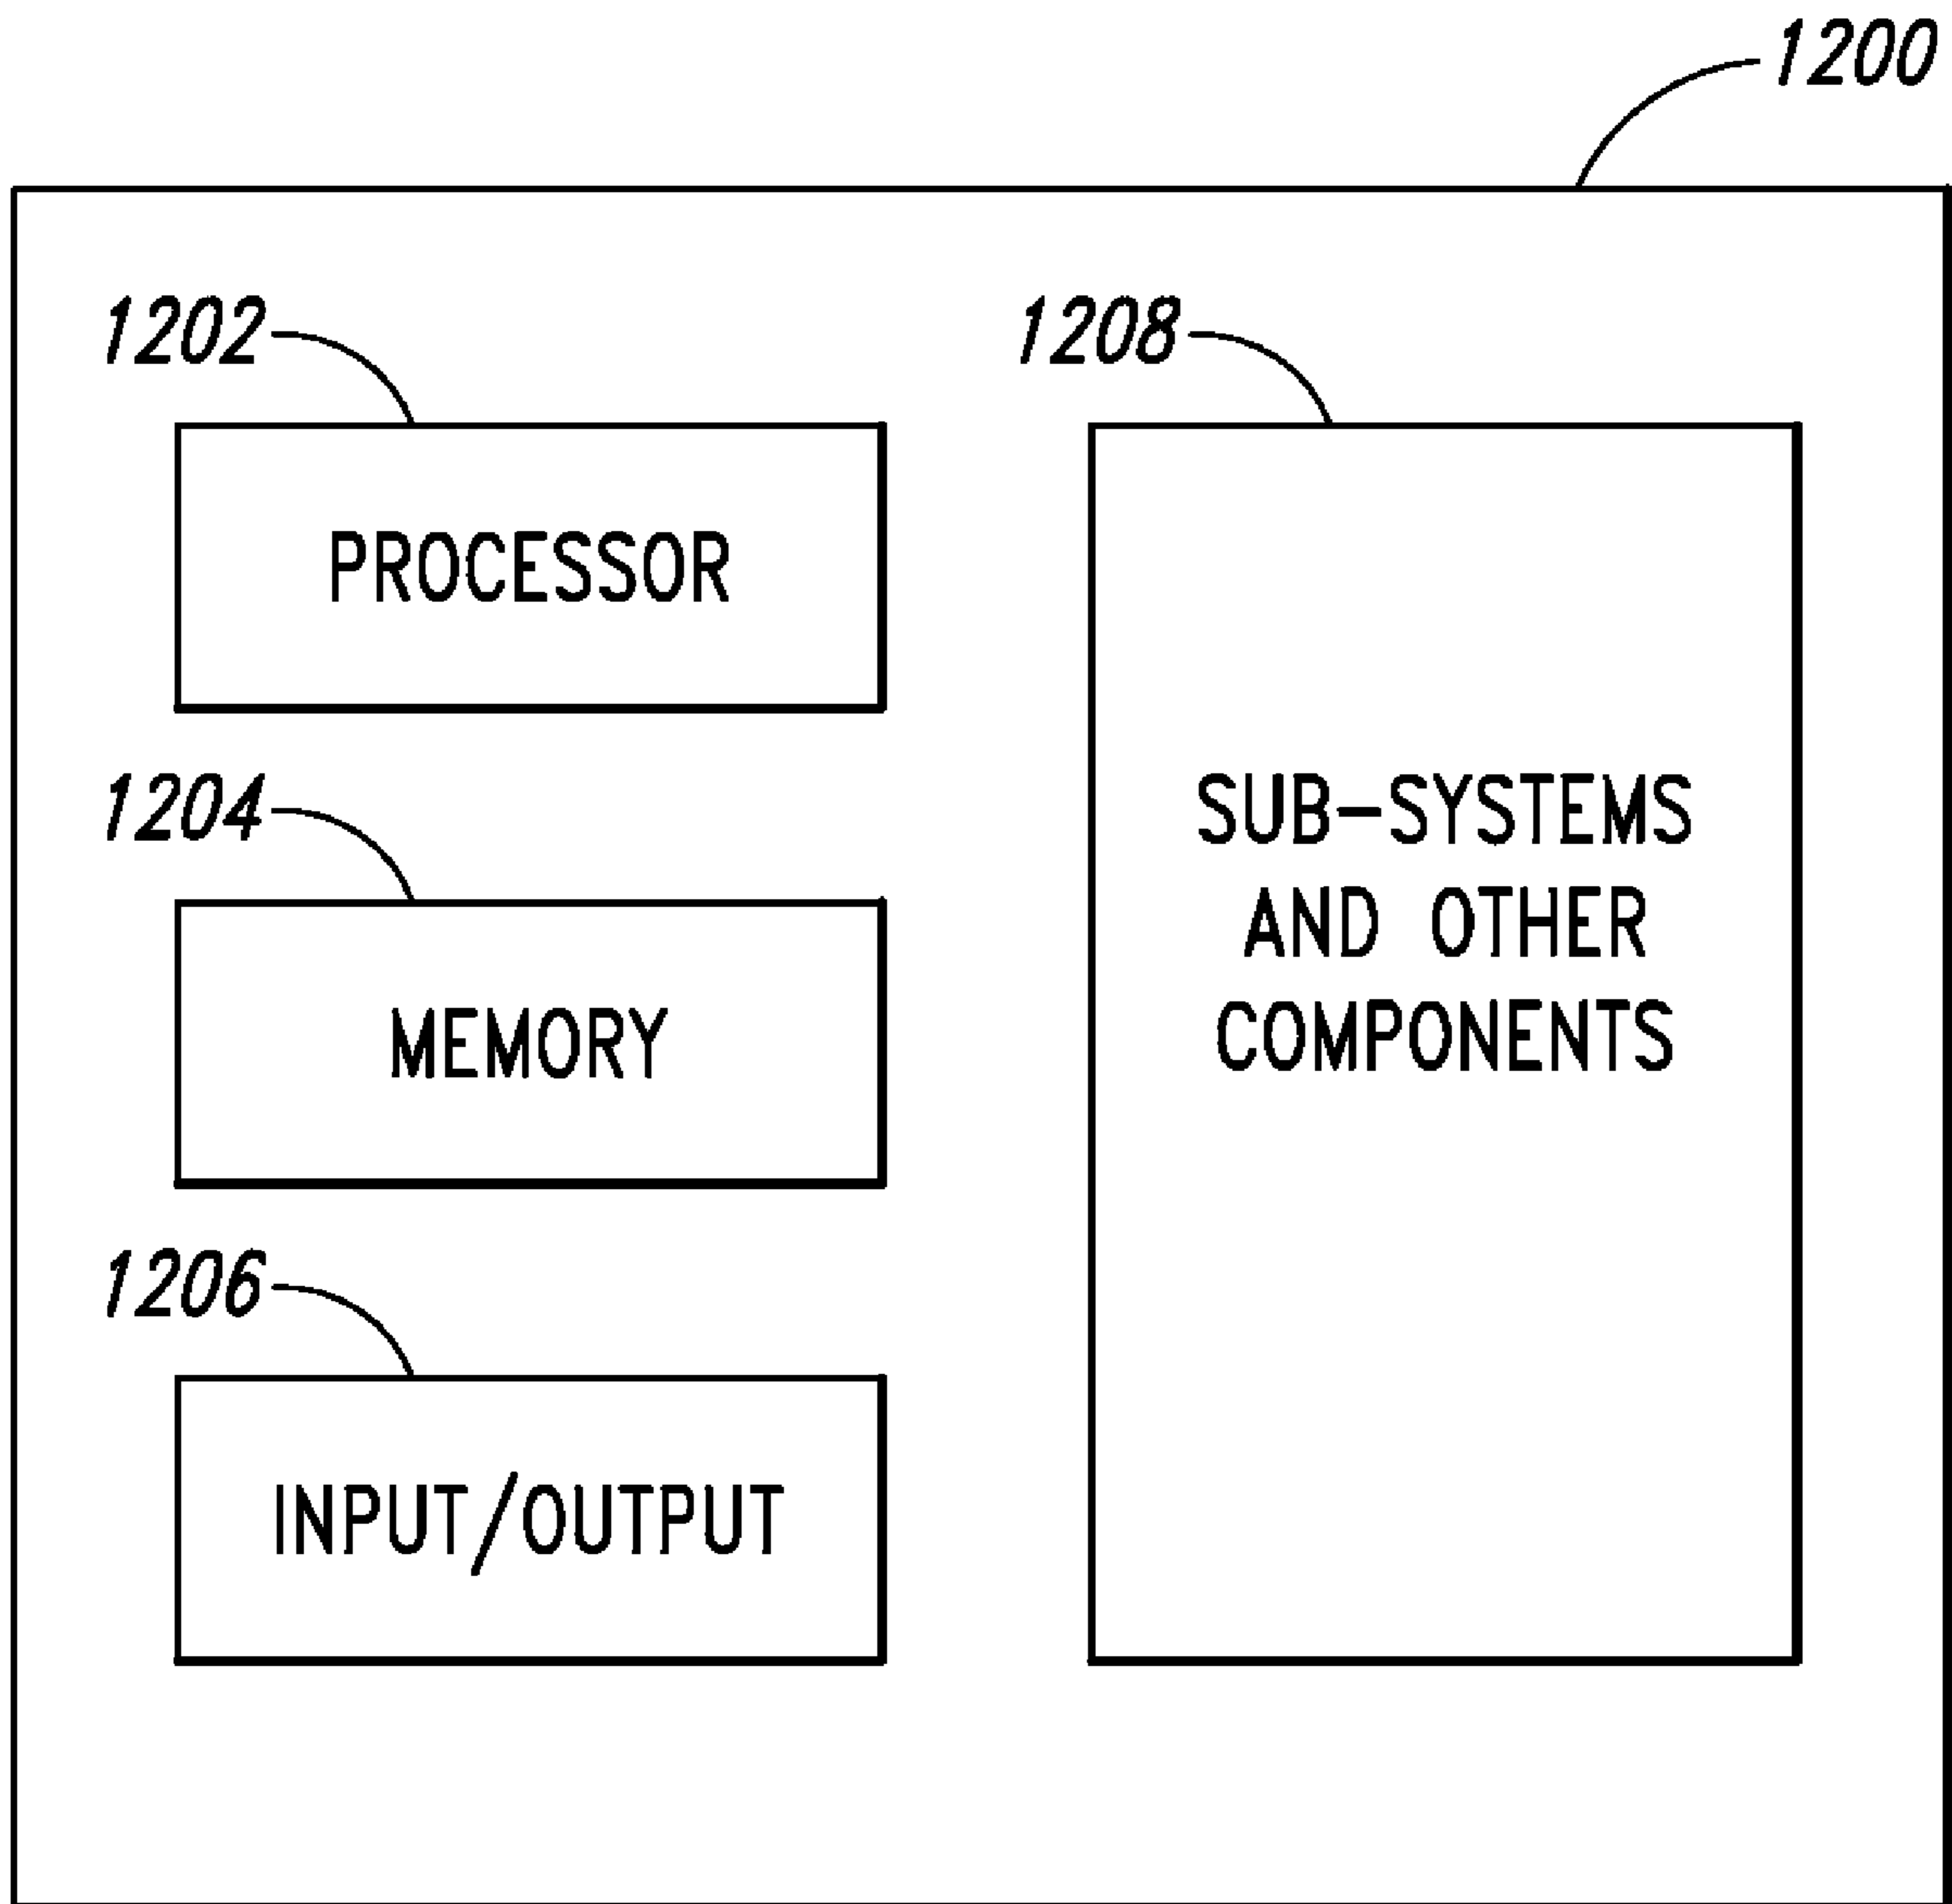 1200
1202
PROCESSOR
1204
MEMORY
1206
INPUT/OUTPUT
1208
SUB-SYSTEMS
AND OTHER
COMPONENTS